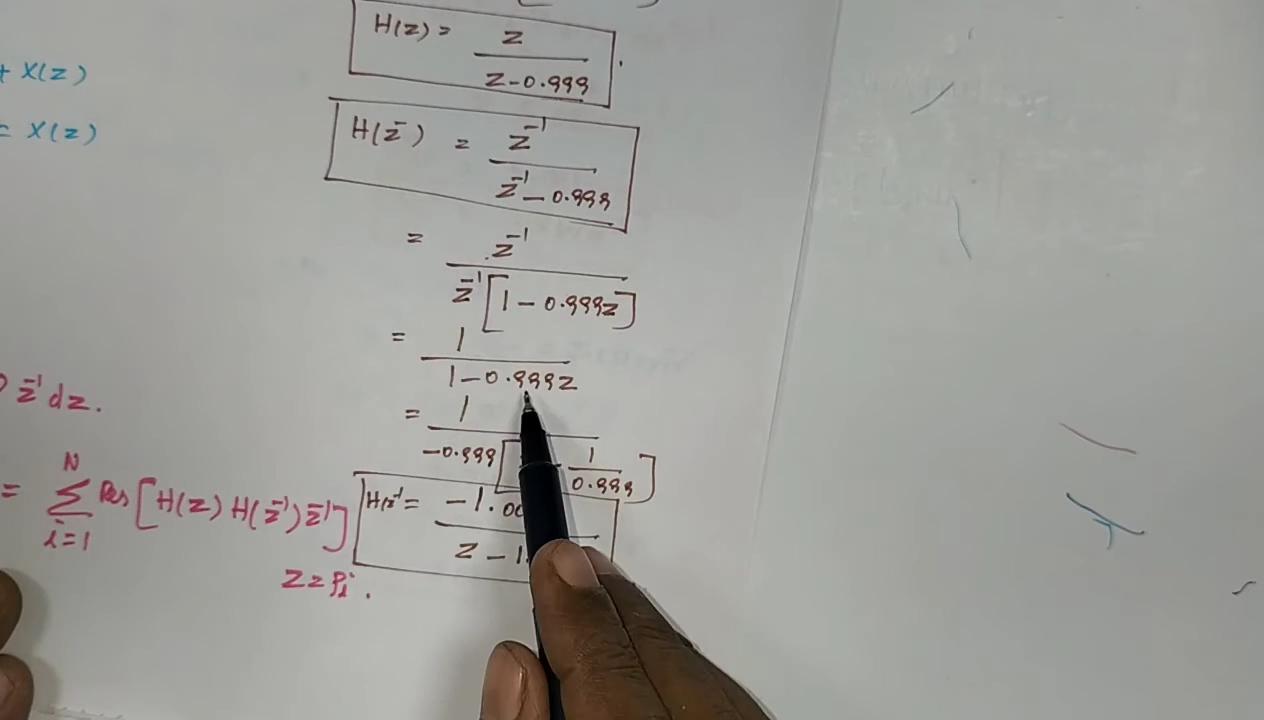 + X(z)
= X(z)
H(z) = z / z - 0.999 .
H(z⁻) = z⁻¹ / z⁻¹ - 0.999
= z⁻¹ / z⁻¹ [1 - 0.999z]
= 1 / 1 - 0.999z
= 1 / -0.999 [ 1 / 0.999 ]
z⁻¹ dz.
= N Σ i=1 Res [H(z) H(z⁻¹) z⁻¹]
z = Pi .
H(z⁻¹ = -1.00 / z - 1.